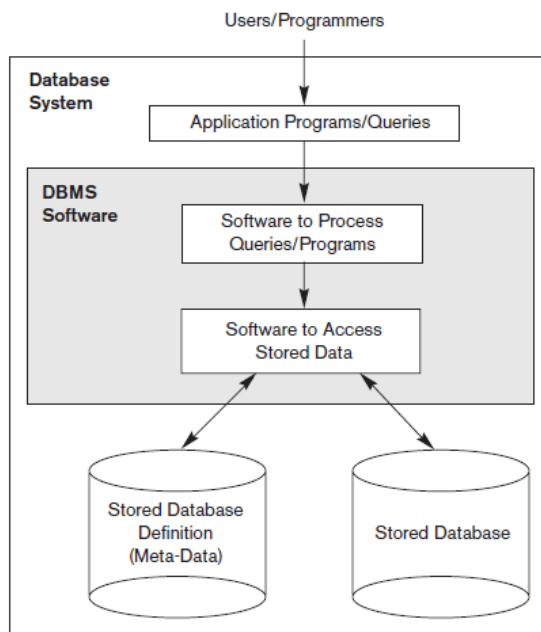 Users/Programmers
Database
System
Application Programs/Queries
DBMS
Software
Software to Process
Queries/Programs
Software to Access
Stored Data
Stored Database
Definition
(Meta-Data)
Stored Database